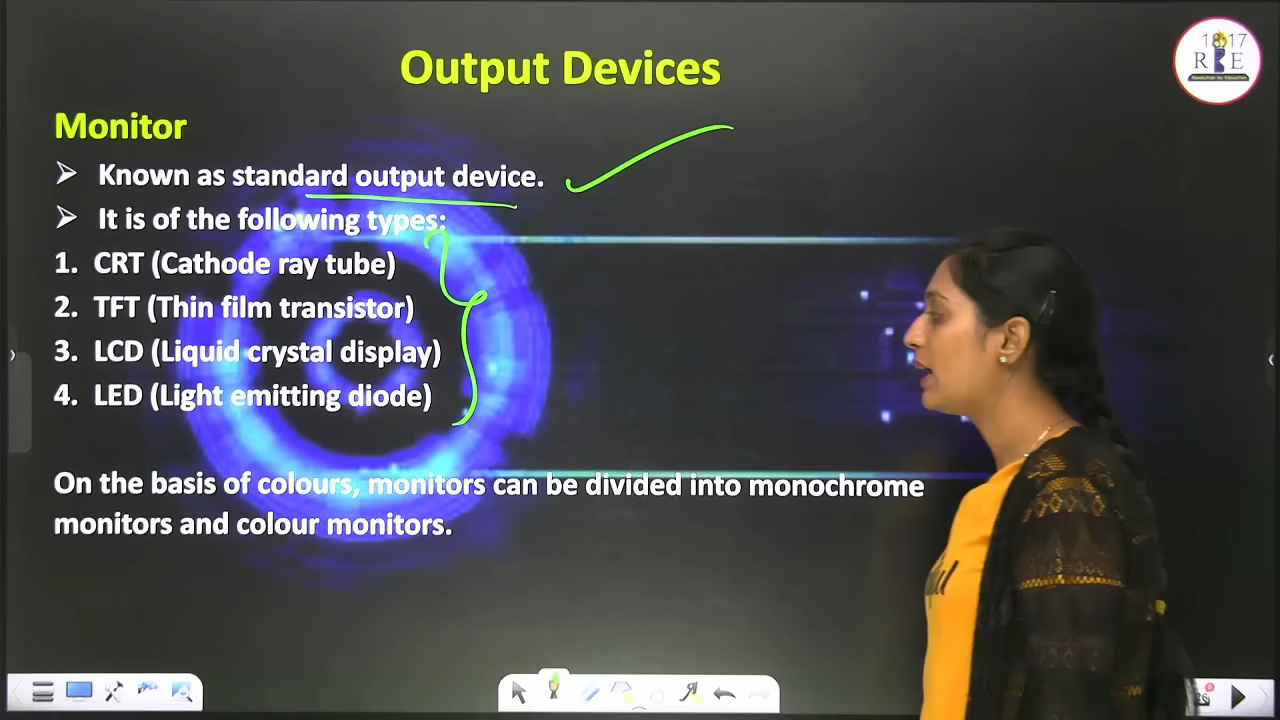 Output Devices
18 17
R E
Monitor
➢ Known as standard output device.
➢ It is of the following types:
1. CRT (Cathode ray tube)
2. TFT (Thin film transistor)
3. LCD (Liquid crystal display)
4. LED (Light emitting diode)
On the basis of colours, monitors can be divided into monochrome
monitors and colour monitors.